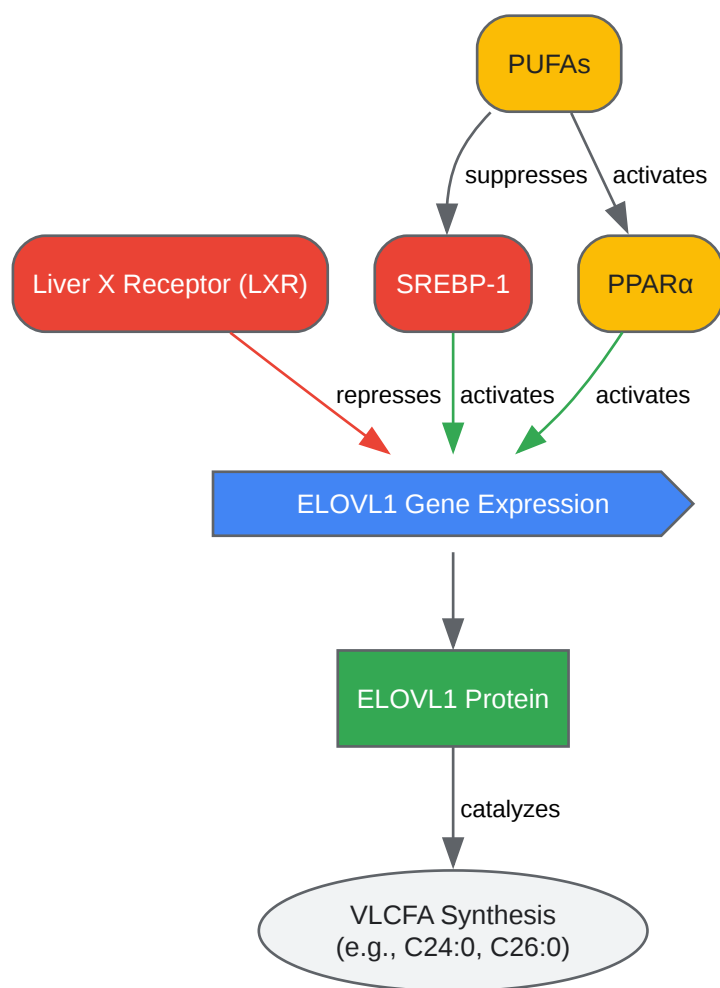 PUFAs
suppresses activates
Liver X Receptor (LXR) SREBP-1 PPARα
represses activates activates
ELOVL1 Gene Expression
ELOVL1 Protein
catalyzes
VLCFA Synthesis
(e.g., C24:0, C26:0)